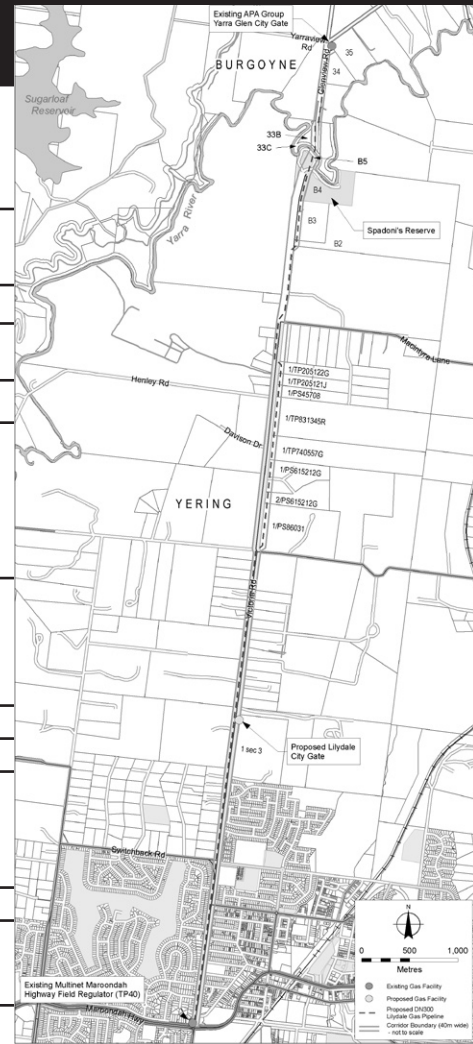 Existing APA Group
Yarra Glen City Gate
Yarraview
Rd
35
BURGOYNE
Glenview Rd
34
Sugarloaf
Reservoir
33B
33C
B5
B4
Yarra River
B3
Spadoni's Reserve
B2
MacIntyre Lane
1/TP205122G
Henley Rd
1/TP205121J
1/PS45708
1/TP831345R
Davison Dr
1/TP740557G
1/PS615212G
YERING
2/PS615212G
1/PS86031
Victoria Rd
Proposed Lilydale
City Gate
1 sec 3
Switchback Rd
N
0 500 1,000
Metres
Existing Multinet Maroondah
Highway Field Regulator (TP40)
Existing Gas Facility
Proposed Gas Facility
Proposed DN300
Lilydale Gas Pipeline
Corridor Boundary (40m wide)
- not to scale
Maroondah Hwy